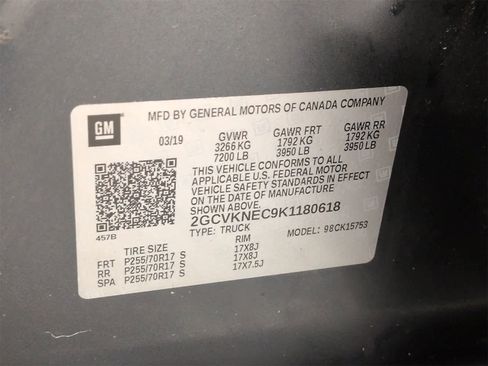 MFD BY GENERAL MOTORS OF CANADA COMPANY
GM
03/19 GVWR GAWR FRT GAWR RR
3266 KG 1792 KG 1792 KG
7200 LB 3950 LB 3950 LB
THIS VEHICLE CONFORMS TO ALL
APPLICABLE U.S. FEDERAL MOTOR
VEHICLE SAFETY STANDARDS IN EFFECT
ON THE DATE OF MANUFACTURE
SHOWN ABOVE.
2GCVKNEC9K1180618
457B TYPE: TRUCK MODEL: 98CK15753
TIRE SIZE RIM
FRT P255/70R17 S 17X8J
RR P255/70R17 S 17X8J
SPA P255/70R17 S 17X7.5J